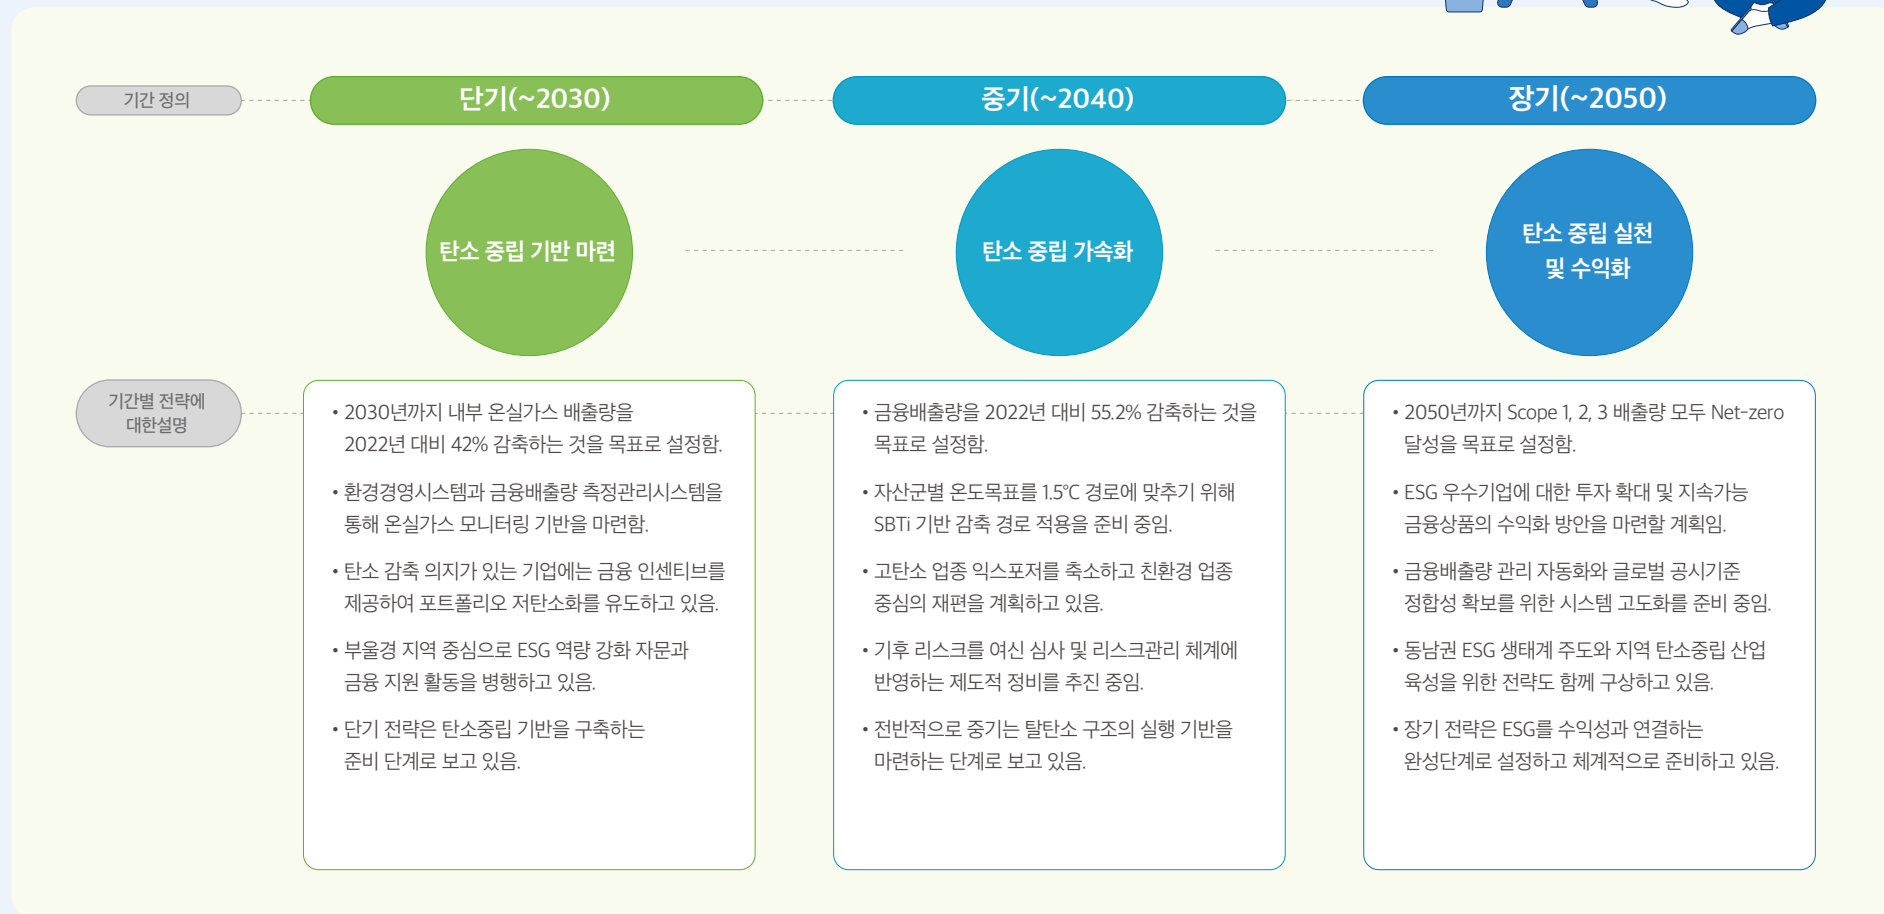 기간 정의
단기(~2030)
중기(~2040)
장기(~2050)
탄소 중립 기반 마련
탄소 중립 가속화
탄소 중립 실천
및 수익화
기간별 전략에
대한설명
• 2030년까지 내부 온실가스 배출량을
2022년 대비 42% 감축하는 것을 목표로 설정함.
• 환경경영시스템과 금융배출량 측정관리시스템을
통해 온실가스 모니터링 기반을 마련함.
• 탄소 감축 의지가 있는 기업에는 금융 인센티브를
제공하여 포트폴리오 저탄소화를 유도하고 있음.
• 부울경 지역 중심으로 ESG 역량 강화 자문과
금융 지원 활동을 병행하고 있음.
• 단기 전략은 탄소중립 기반을 구축하는
준비 단계로 보고 있음.
• 금융배출량을 2022년 대비 55.2% 감축하는 것을
목표로 설정함.
• 자산군별 온도목표를 1.5℃ 경로에 맞추기 위해
SBTi 기반 감축 경로 적용을 준비 중임.
• 고탄소 업종 익스포저를 축소하고 친환경 업종
중심의 재편을 계획하고 있음.
• 기후 리스크를 여신 심사 및 리스크관리 체계에
반영하는 제도적 정비를 추진 중임.
• 전반적으로 중기는 탈탄소 구조의 실행 기반을
마련하는 단계로 보고 있음.
• 2050년까지 Scope 1, 2, 3 배출량 모두 Net-zero
달성을 목표로 설정함.
• ESG 우수기업에 대한 투자 확대 및 지속가능
금융상품의 수익화 방안을 마련할 계획임.
• 금융배출량 관리 자동화와 글로벌 공시기준
정합성 확보를 위한 시스템 고도화를 준비 중임.
• 동남권 ESG 생태계 주도와 지역 탄소중립 산업
육성을 위한 전략도 함께 구상하고 있음.
• 장기 전략은 ESG를 수익성과 연결하는
완성단계로 설정하고 체계적으로 준비하고 있음.